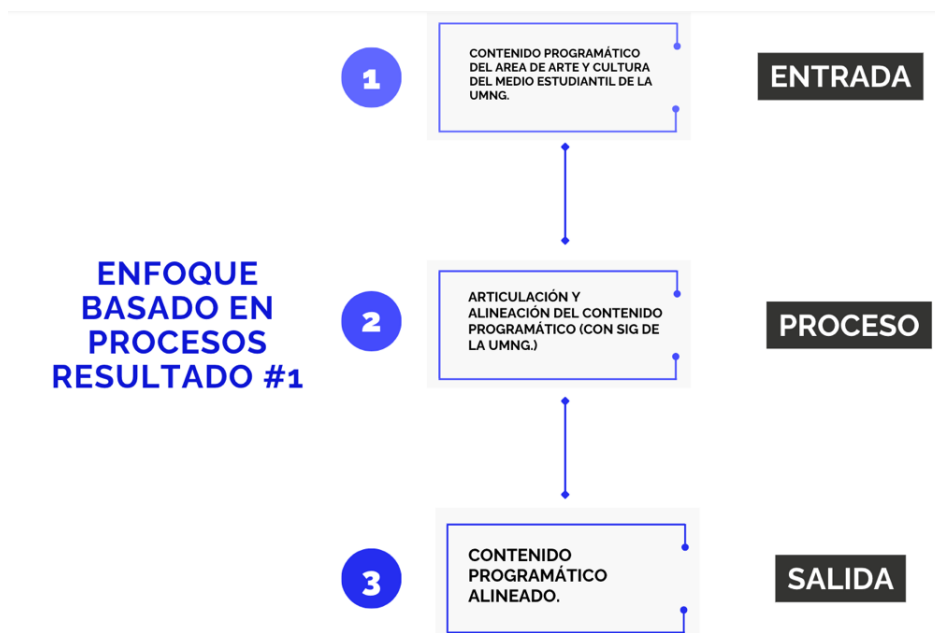 1
CONTENIDO PROGRAMÁTICO
DEL AREA DE ARTE Y CULTURA
DEL MEDIO ESTUDIANTIL DE LA
UMNG.
ENTRADA
ENFOQUE
BASADO EN
PROCESOS
RESULTADO #1
2
ARTICULACIÓN Y
ALINEACIÓN DEL CONTENIDO
PROGRAMÁTICO (CON SIG DE
LA UMNG.)
PROCESO
3
CONTENIDO
PROGRAMÁTICO
ALINEADO.
SALIDA